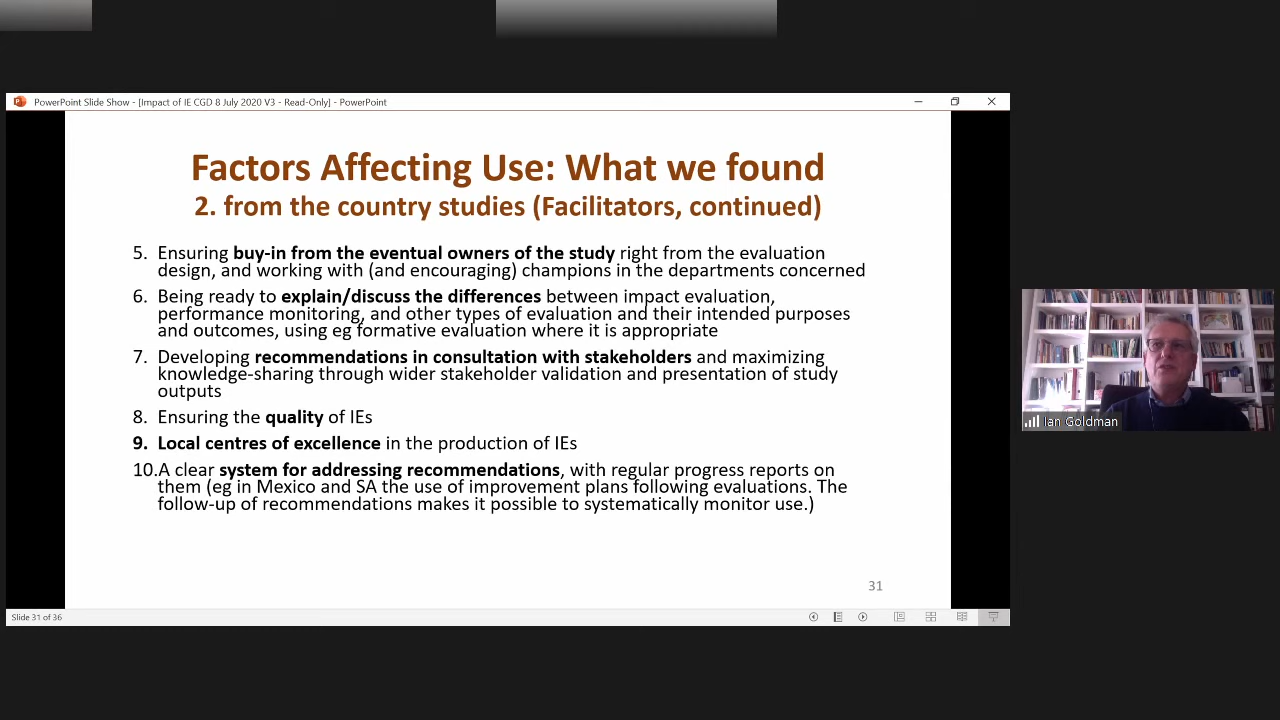 PowerPoint Slide Show - [Impact of IE CGD 8 July 2020 V3 - Read-Only] - PowerPoint
Factors Affecting Use: What we found
2. from the country studies (Facilitators, continued)
5. Ensuring buy-in from the eventual owners of the study right from the evaluation
design, and working with (and encouraging) champions in the departments concerned
6. Being ready to explain/discuss the differences between impact evaluation,
performance monitoring, and other types of evaluation and their intended purposes
and outcomes, using eg formative evaluation where it is appropriate
7. Developing recommendations in consultation with stakeholders and maximizing
knowledge-sharing through wider stakeholder validation and presentation of study
outputs
8. Ensuring the quality of IEs
9. Local centres of excellence in the production of IEs
10.A clear system for addressing recommendations, with regular progress reports on
them (eg in Mexico and SA the use of improvement plans following evaluations. The
follow-up of recommendations makes it possible to systematically monitor use.)
31
Slide 31 of 36
Ian Goldman